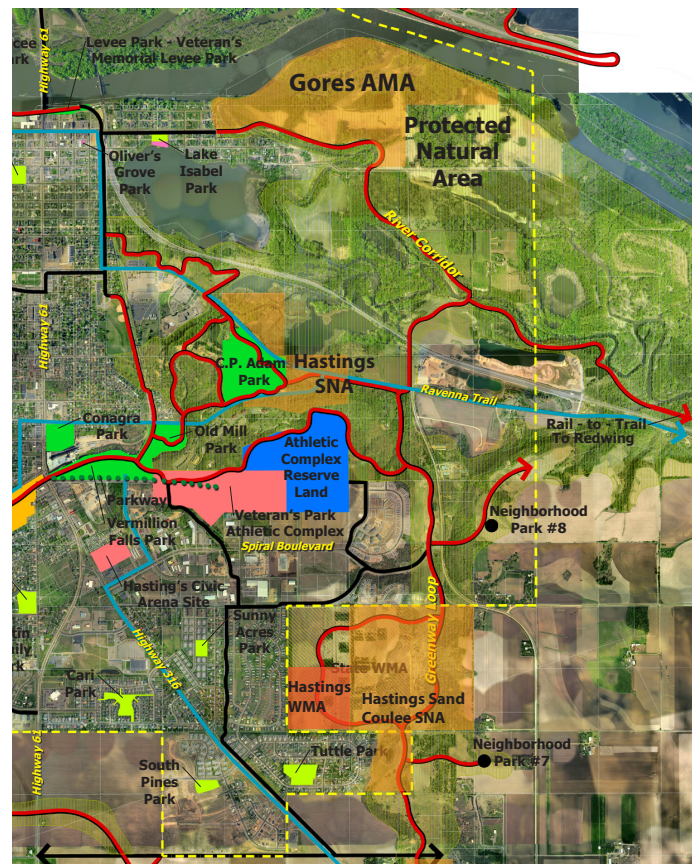 Levee Park - Veteran's
Memorial Levee Park
Highway 61
Gores AMA
Protected
Natural
Area
Oliver's
Grove
Park
Lake
Isabel
Park
River Corridor
Highway 61
C.P. Adam
Park
Hastings
SNA
Ravenna Trail
Rail - to - Trail
To Redwing
Conagra
Park
Old Mill
Park
Athletic
Complex
Reserve
Land
Parkway
Vermillion
Falls Park
Veteran's Park
Athletic Complex
Spiral Boulevard
Neighborhood
Park #8
Hasting's Civic
Arena Site
Sunny
Acres
Park
Highway 316
Greenway Loop
State WMA
Hastings
WMA
Hastings Sand
Coulee SNA
Cari
Park
Tuttle Park
Neighborhood
Park #7
South
Pines
Park
Highway 61